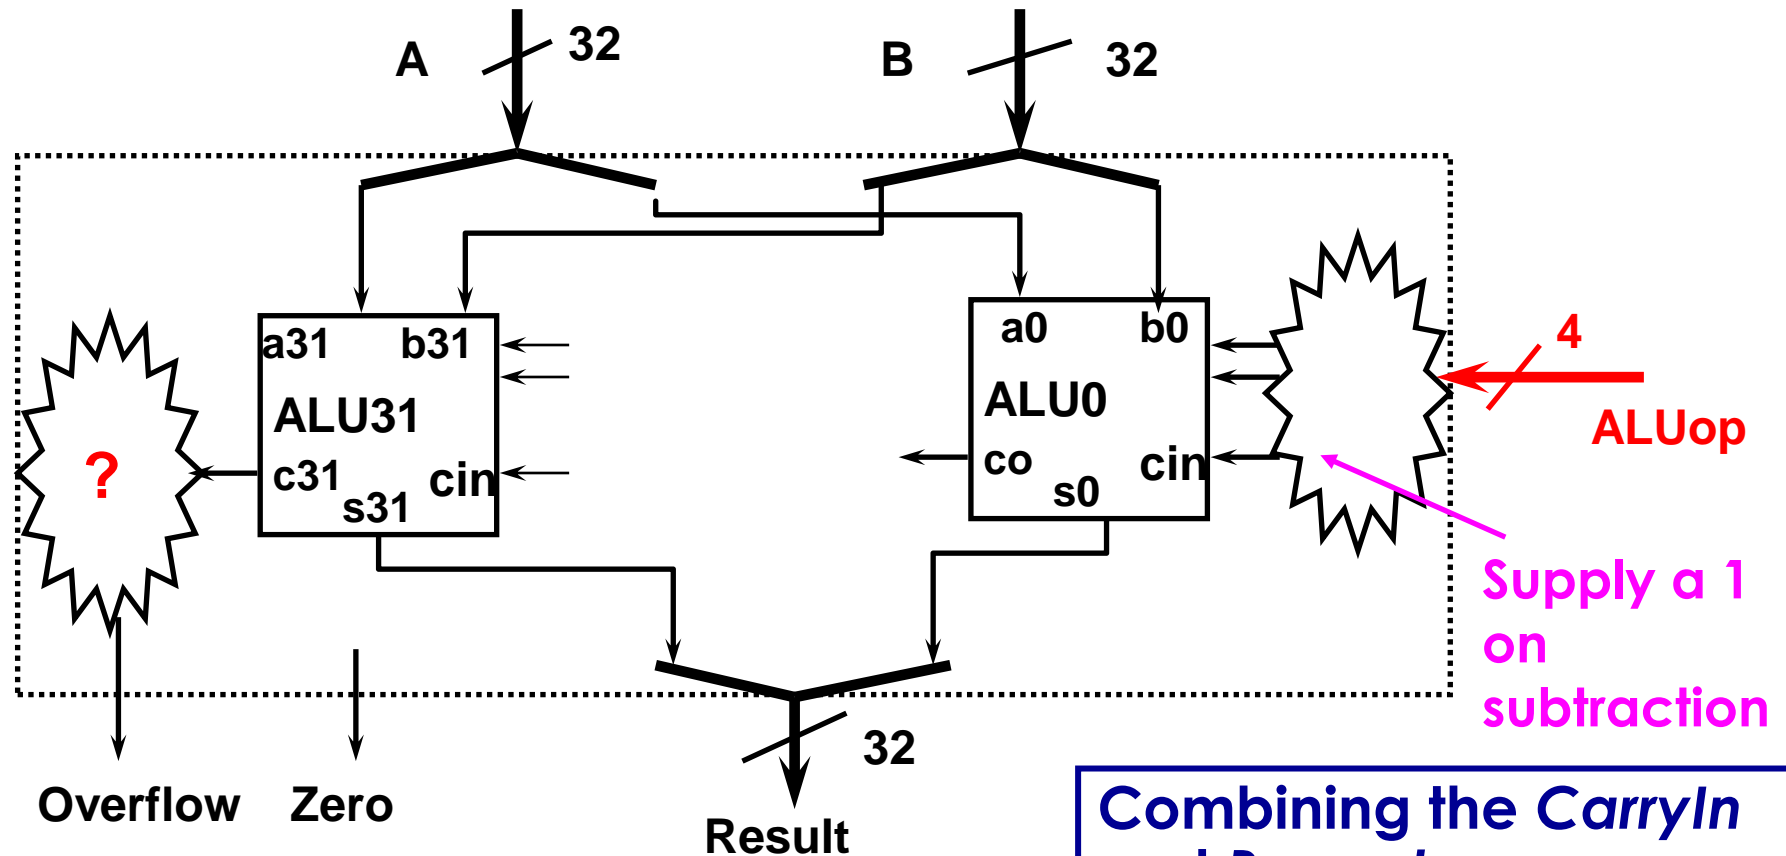 A 32 B 32
a31 b31
ALU31
c31 cin
s31
?
a0 b0
ALU0
co cin
s0
4
ALUop
Supply a 1
on
subtraction
32
Overflow Zero
Result
Combining the CarryIn